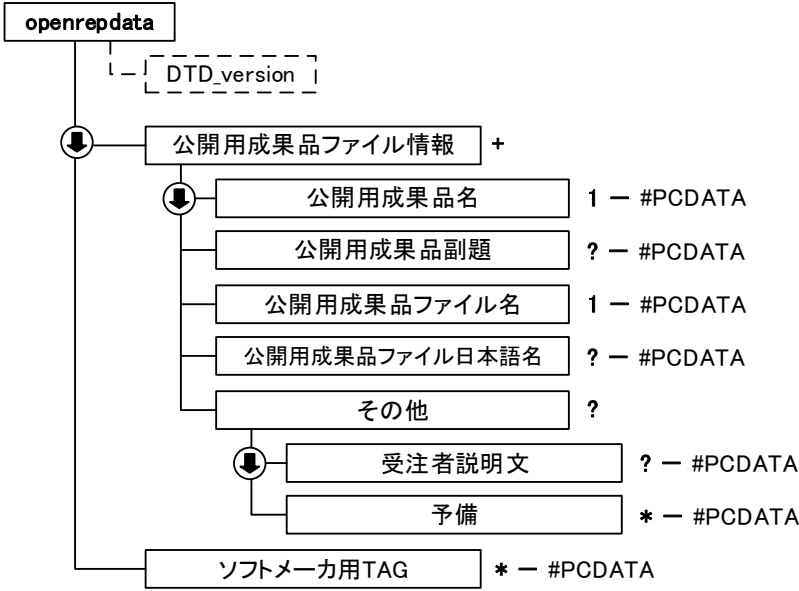 openrepdata
DTD_version
公開用成果品ファイル情報 +
公開用成果品名 1 － #PCDATA
公開用成果品副題 ? － #PCDATA
公開用成果品ファイル名 1 － #PCDATA
公開用成果品ファイル日本語名 ? － #PCDATA
その他 ?
受注者説明文 ? － #PCDATA
予備 * － #PCDATA
ソフトメーカ用TAG * － #PCDATA